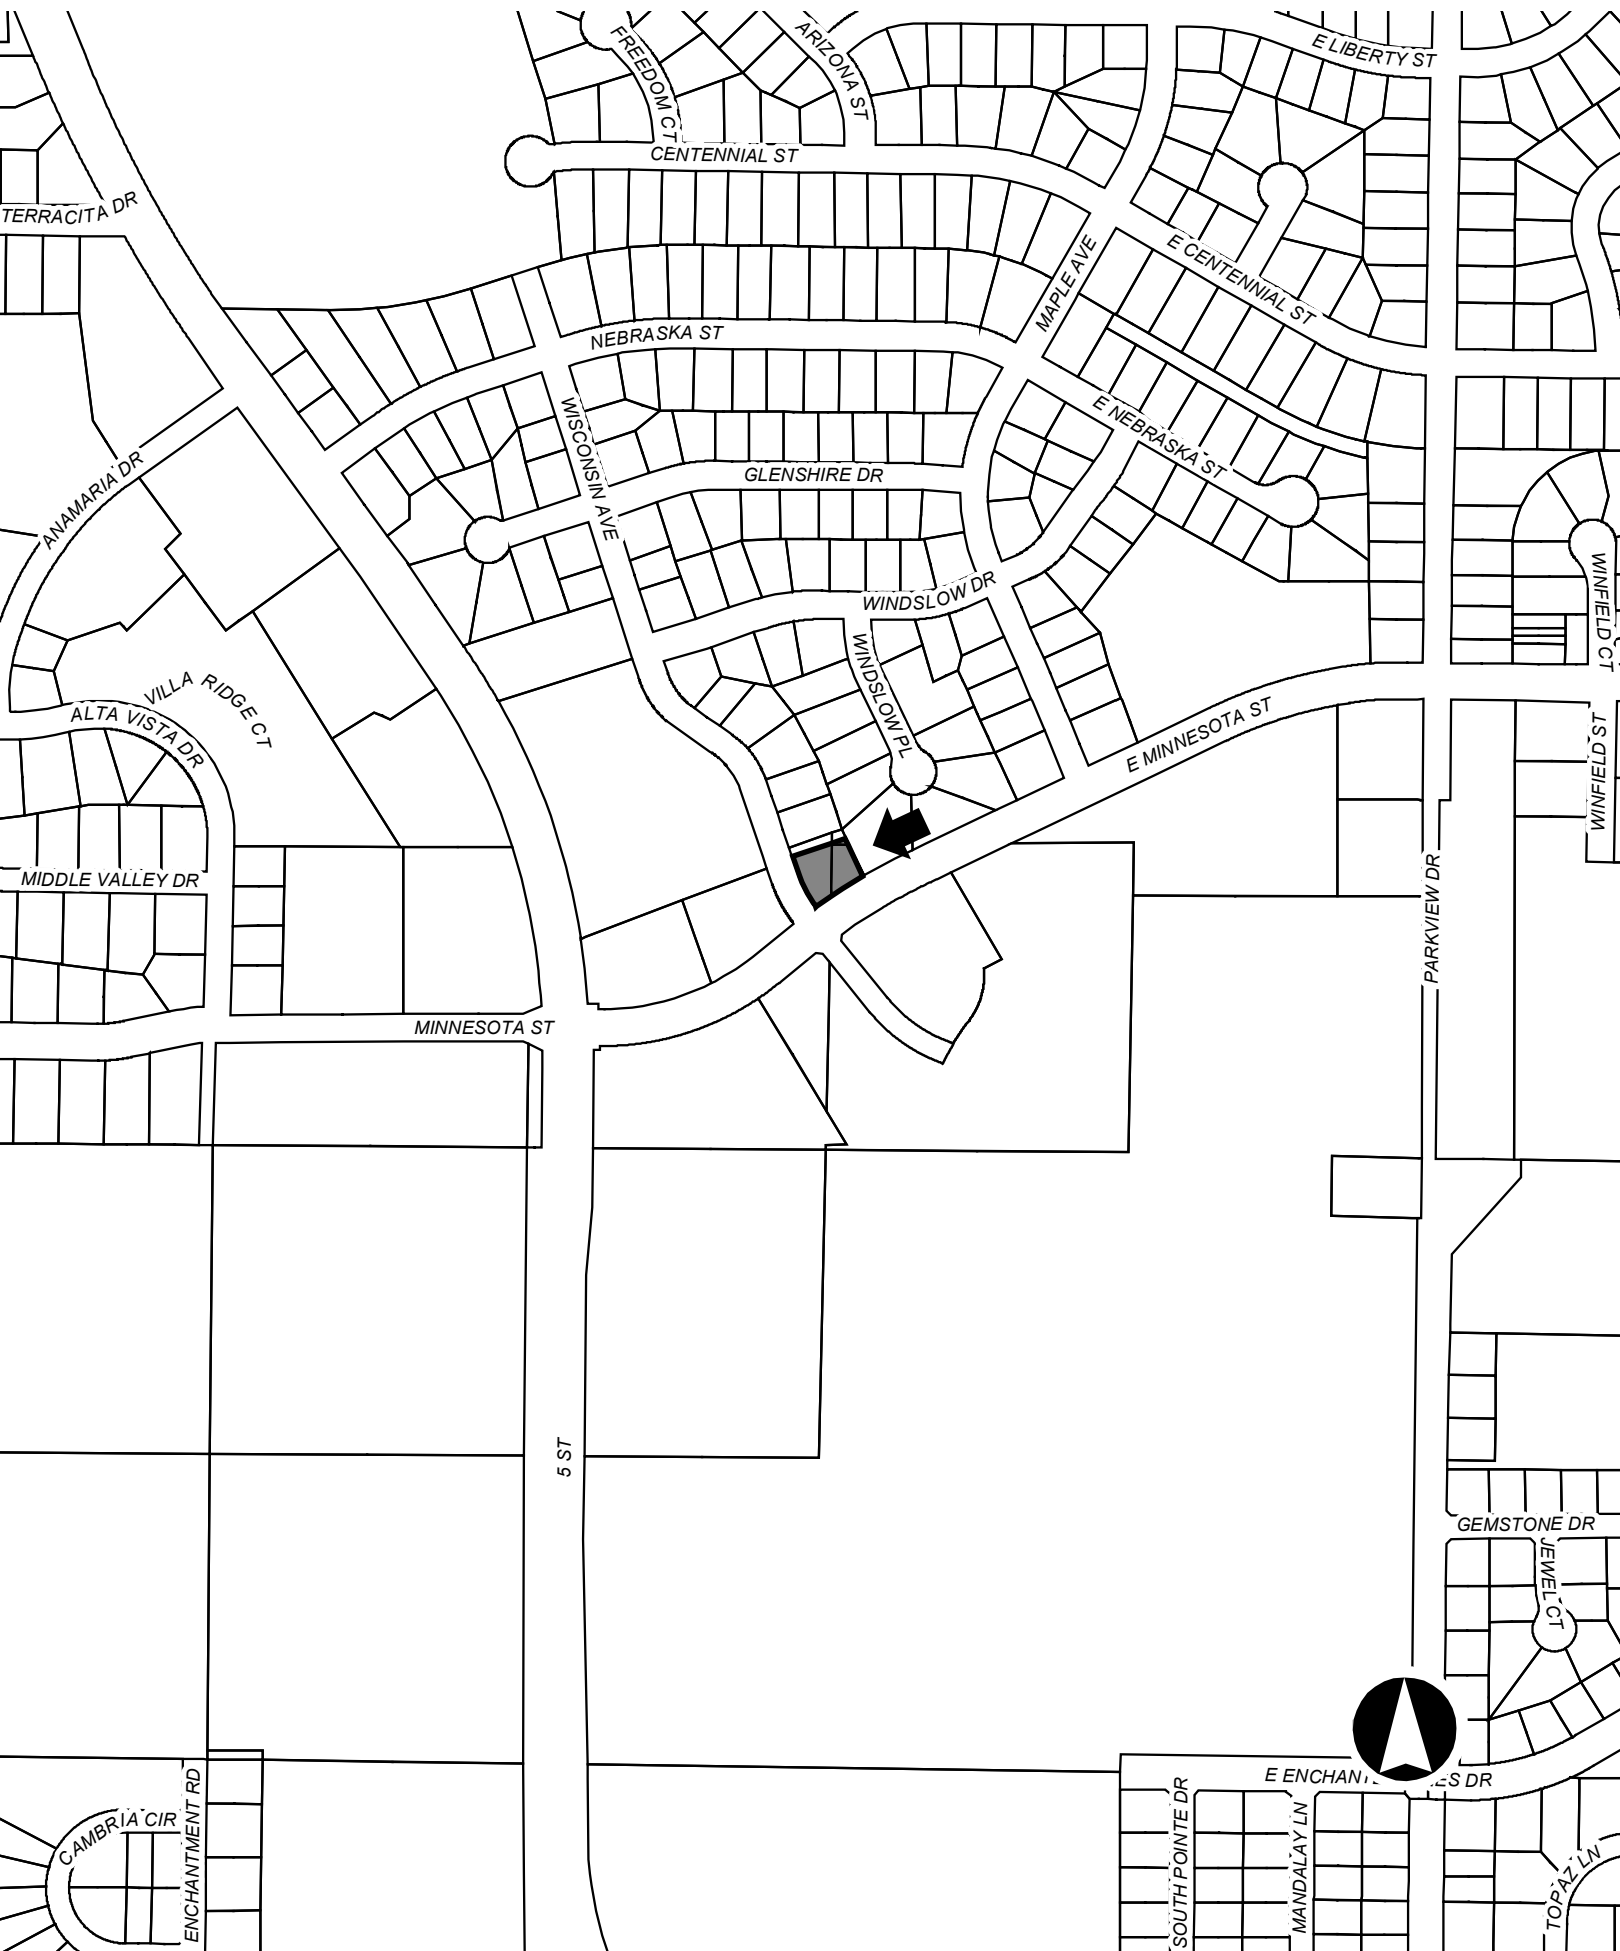 FREEDOM CT
ARIZONA ST
E LIBERTY ST
CENTENNIAL ST
TERRACITA DR
E CENTENNIAL ST
MAPLE AVE
NEBRASKA ST
WISCONSIN AVE
E NEBRASKA ST
GLENSHIRE DR
ANAMARIA DR
WINDSLOW DR
WINFIELD CT
WINDSLOW PL
VILLA RIDGE CT
ALTA VISTA DR
E MINNESOTA ST
WINFIELD ST
MIDDLE VALLEY DR
PARKVIEW DR
MINNESOTA ST
5 ST
GEMSTONE DR
JEWEL CT
E ENCHAN
ES DR
CAMBRIA CIR
ENCHANTMENT RD
SOUTH POINTE DR
MANDALAY LN
TOPAZ LN